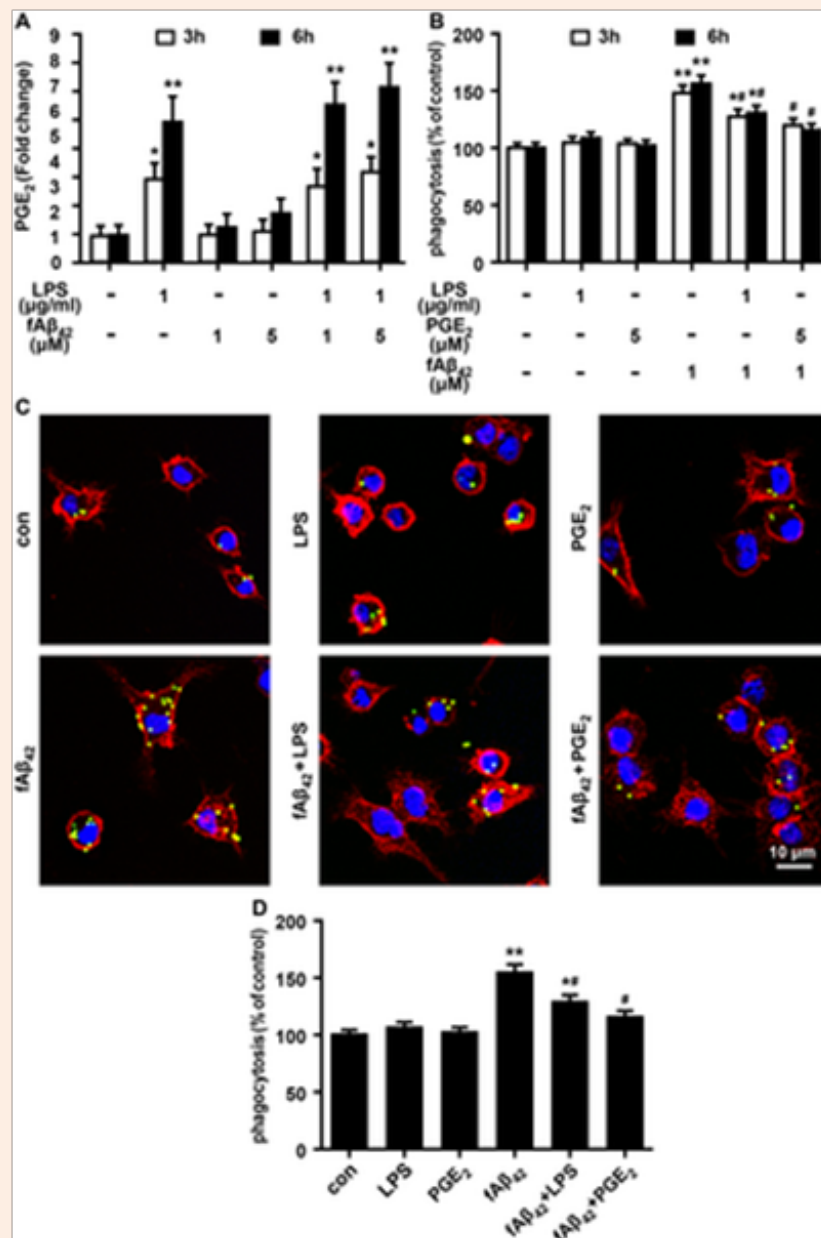 A
3h 6h
PGE₂ (Fold change)
9
8
7
6
5
4
3
2
1
0
* ** * ** * **
LPS (µg/ml) - 1 - - 1 1
fAβ₄₂ (µM) - - 1 5 1 5
B
3h 6h
phagocytosis (% of control)
200
150
100
50
0
** ** *# *# # #
LPS (µg/ml) - 1 - - 1 -
PGE₂ (µM) - - 5 - - 5
fAβ₄₂ (µM) - - - 1 1 1
C
con
LPS
PGE₂
fAβ₄₂
fAβ₄₂+LPS
fAβ₄₂+PGE₂
10 µm
D
phagocytosis (% of control)
200
150
100
50
0
** *# #
con LPS PGE₂ fAβ₄₂ fAβ₄₂+LPS fAβ₄₂+PGE₂